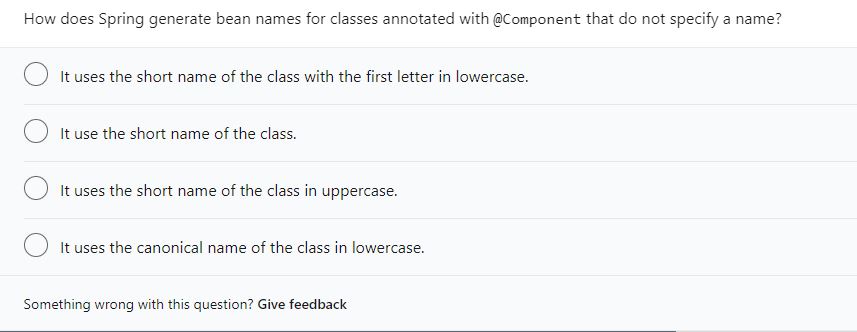 How does Spring generate bean names for classes annotated with @Component that do not specify a name?
It uses the short name of the class with the first letter in lowercase.
It use the short name of the class.
It uses the short name of the class in uppercase.
It uses the canonical name of the class in lowercase.
Something wrong with this question? Give feedback